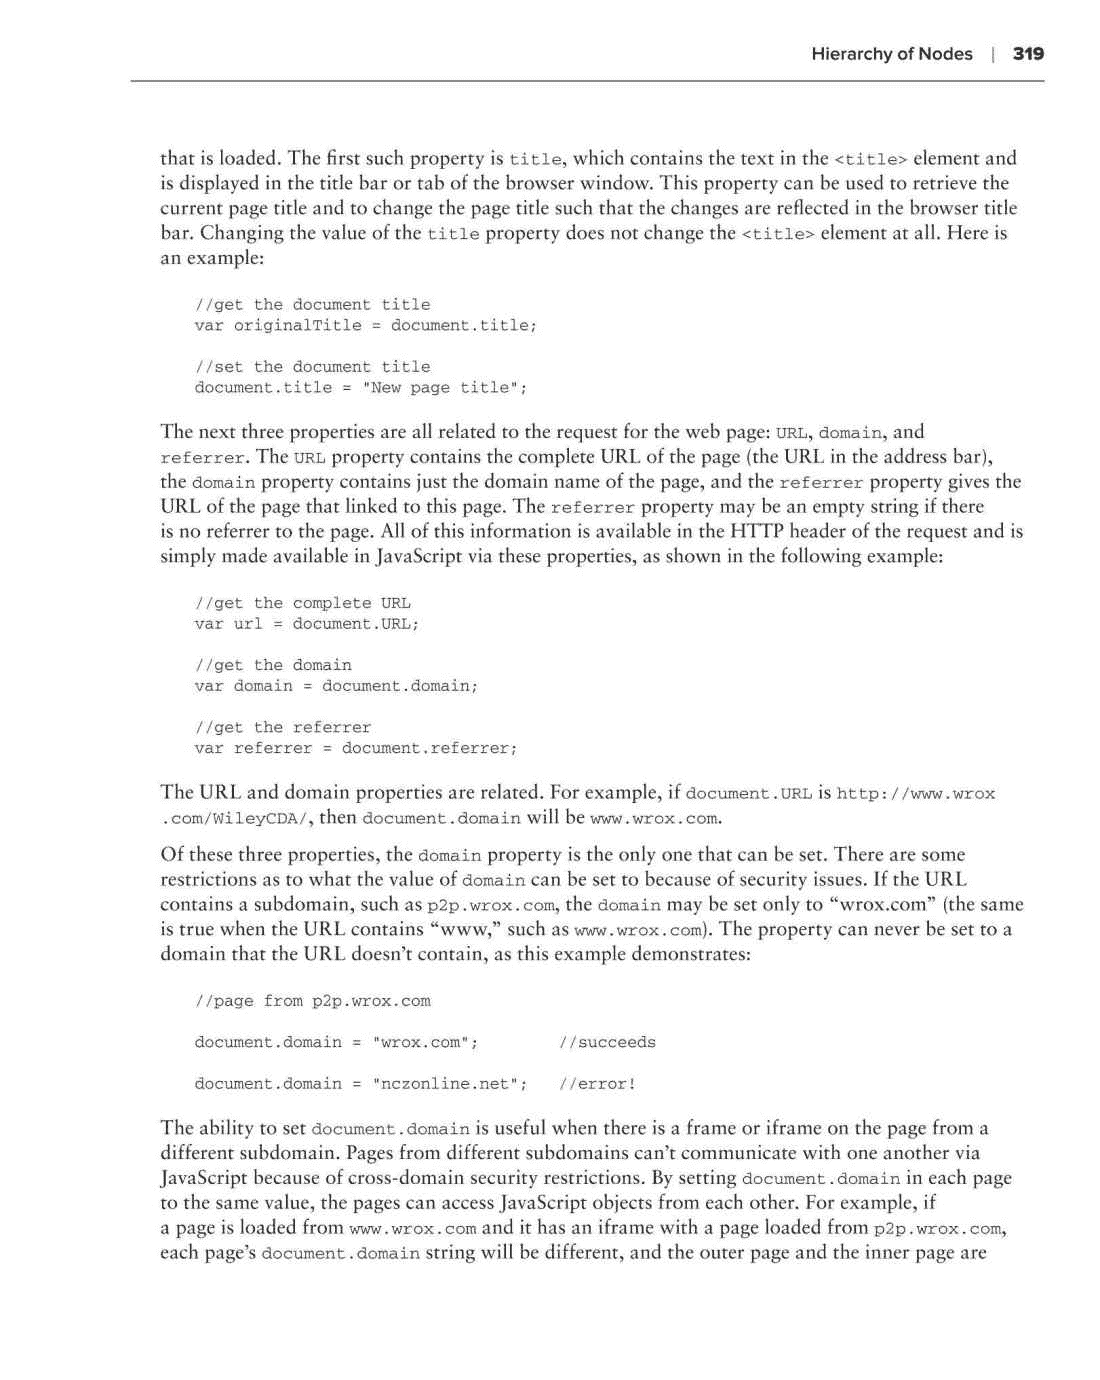 Hierarchy of Nodes | 319
that is loaded. The first such property is title, which contains the text in the <title> element and
is displayed in the title bar or tab of the browser window. This property can be used to retrieve the
current page title and to change the page title such that the changes are reflected in the browser title
bar. Changing the value of the title property does not change the <title> element at all. Here is
an example:
//get the document title
var originalTitle = document.title;
//set the document title
document.title = "New page title";
The next three properties are all related to the request for the web page: URL, domain, and
referrer. The URL property contains the complete URL of the page (the URL in the address bar),
the domain property contains just the domain name of the page, and the referrer property gives the
URL of the page that linked to this page. The referrer property may be an empty string if there
is no referrer to the page. All of this information is available in the HTTP header of the request and is
simply made available in JavaScript via these properties, as shown in the following example:
//get the complete URL
var url = document.URL;
//get the domain
var domain = document.domain;
//get the referrer
var referrer = document.referrer;
The URL and domain properties are related. For example, if document.URL is http://www.wrox
.com/WileyCDA/, then document.domain will be www.wrox.com.
Of these three properties, the domain property is the only one that can be set. There are some
restrictions as to what the value of domain can be set to because of security issues. If the URL
contains a subdomain, such as p2p.wrox.com, the domain may be set only to “wrox.com” (the same
is true when the URL contains “www,” such as www.wrox.com). The property can never be set to a
domain that the URL doesn’t contain, as this example demonstrates:
//page from p2p.wrox.com
document.domain = "wrox.com"; //succeeds
document.domain = "nczonline.net"; //error!
The ability to set document.domain is useful when there is a frame or iframe on the page from a
different subdomain. Pages from different subdomains can’t communicate with one another via
JavaScript because of cross-domain security restrictions. By setting document.domain in each page
to the same value, the pages can access JavaScript objects from each other. For example, if
a page is loaded from www.wrox.com and it has an iframe with a page loaded from p2p.wrox.com,
each page’s document.domain string will be different, and the outer page and the inner page are